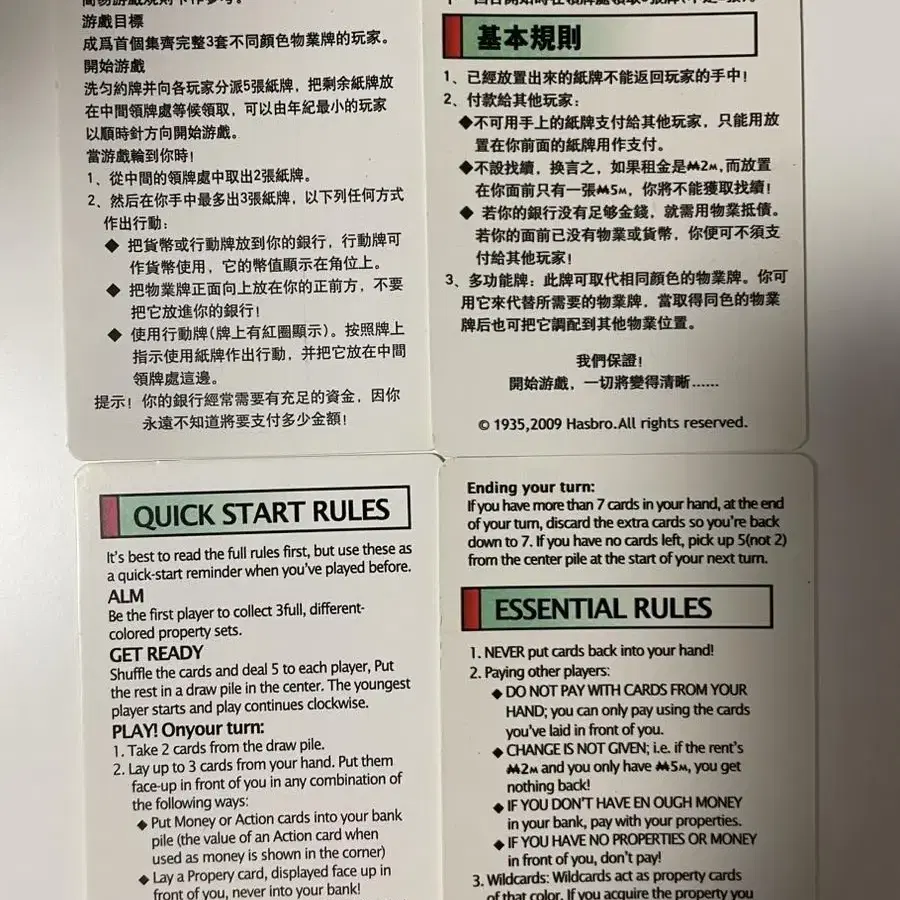 游戲目標
成爲首個集齊完整3套不同顏色物業牌的玩家。
開始游戲
洗匀約牌并向各玩家分派5張紙牌，把剩余紙牌放
在中間領牌處等候領取，可以由年紀最小的玩家
以順時針方向開始游戲。
當游戲輪到你時！
1、從中間的領牌處中取出2張紙牌。
2、然后在你手中最多出3張紙牌，以下列任何方式
作出行動：
◆ 把貨幣或行動牌放到你的銀行，行動牌可
作貨幣使用，它的幣值顯示在角位上。
◆ 把物業牌正面向上放在你的正前方，不要
把它放進你的銀行！
◆ 使用行動牌（牌上有紅圈顯示）。按照牌上
指示使用紙牌作出行動，并把它放在中間
領牌處這邊。
提示！你的銀行經常需要有充足的資金，因你
永遠不知道將要支付多少金額！
基本規則
1、已經放置出來的紙牌不能返回玩家的手中！
2、付款給其他玩家：
◆不可用手上的紙牌支付給其他玩家，只能用放
置在你前面的紙牌用作支付。
◆不設找續，换言之，如果租金是M2M,而放置
在你面前只有一張M5M，你將不能獲取找續！
◆ 若你的銀行没有足够金錢，就需用物業抵債。
若你的面前已没有物業或貨幣，你便可不須支
付給其他玩家！
3、多功能牌：此牌可取代相同顏色的物業牌。你可
用它來代替所需要的物業牌，當取得同色的物業
牌后也可把它調配到其他物業位置。
我們保證！
開始游戲，一切將變得清晰……
© 1935,2009 Hasbro.All rights reserved.
QUICK START RULES
It's best to read the full rules first, but use these as
a quick-start reminder when you've played before.
ALM
Be the first player to collect 3full, different-
colored property sets.
GET READY
Shuffle the cards and deal 5 to each player, Put
the rest in a draw pile in the center. The youngest
player starts and play continues clockwise.
PLAY! Onyour turn:
1. Take 2 cards from the draw pile.
2. Lay up to 3 cards from your hand. Put them
face-up in front of you in any combination of
the following ways:
◆ Put Money or Action cards into your bank
pile (the value of an Action card when
used as money is shown in the corner)
◆ Lay a Propery card, displayed face up in
front of you, never into your bank!
Ending your turn:
If you have more than 7 cards in your hand, at the end
of your turn, discard the extra cards so you're back
down to 7. If you have no cards left, pick up 5(not 2)
from the center pile at the start of your next turn.
ESSENTIAL RULES
1. NEVER put cards back into your hand!
2. Paying other players:
◆ DO NOT PAY WITH CARDS FROM YOUR
HAND; you can only pay using the cards
you've laid in front of you.
◆ CHANGE IS NOT GIVEN; i.e. if the rent's
M2M and you only have M5M, you get
nothing back!
◆ IF YOU DON'T HAVE EN OUGH MONEY
in your bank, pay with your properties.
◆ IF YOU HAVE NO PROPERTIES OR MONEY
in front of you, don't pay!
3. Wildcards: Wildcards act as property cards
of that color. If you acquire the property you